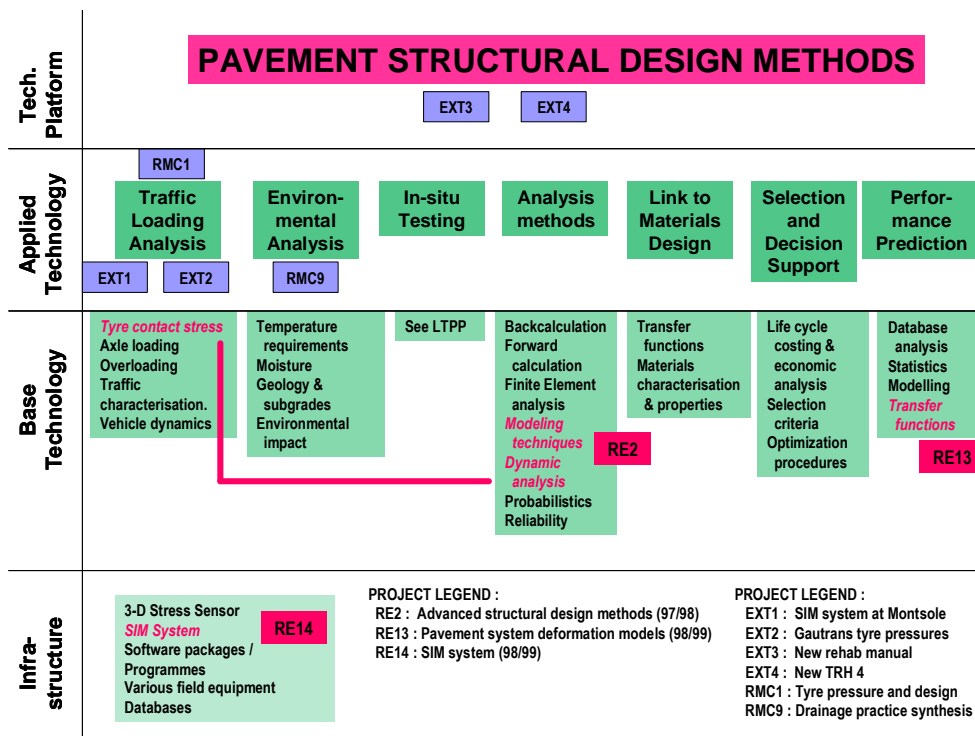 Tech.
Platform
PAVEMENT STRUCTURAL DESIGN METHODS
EXT3
EXT4
Applied
Technology
RMC1
Traffic
Loading
Analysis
Environ-
mental
Analysis
In-situ
Testing
Analysis
methods
Link to
Materials
Design
Selection
and
Decision
Support
Perfor-
mance
Prediction
EXT1
EXT2
RMC9
Base
Technology
Tyre contact stress
Axle loading
Overloading
Traffic
characterisation.
Vehicle dynamics
Temperature
requirements
Moisture
Geology &
subgrades
Environmental
impact
See LTPP
Backcalculation
Forward
calculation
Finite Element
analysis
Modeling
techniques
Dynamic
analysis
Probabilistics
Reliability
RE2
Transfer
functions
Materials
characterisation
& properties
Life cycle
costing &
economic
analysis
Selection
criteria
Optimization
procedures
Database
analysis
Statistics
Modelling
Transfer
functions
RE13
Infra-
structure
3-D Stress Sensor
SIM System
Software packages /
Programmes
Various field equipment
Databases
RE14
PROJECT LEGEND :
RE2 : Advanced structural design methods (97/98)
RE13 : Pavement system deformation models (98/99)
RE14 : SIM system (98/99)
PROJECT LEGEND :
EXT1 : SIM system at Montsole
EXT2 : Gautrans tyre pressures
EXT3 : New rehab manual
EXT4 : New TRH 4
RMC1 : Tyre pressure and design
RMC9 : Drainage practice synthesis